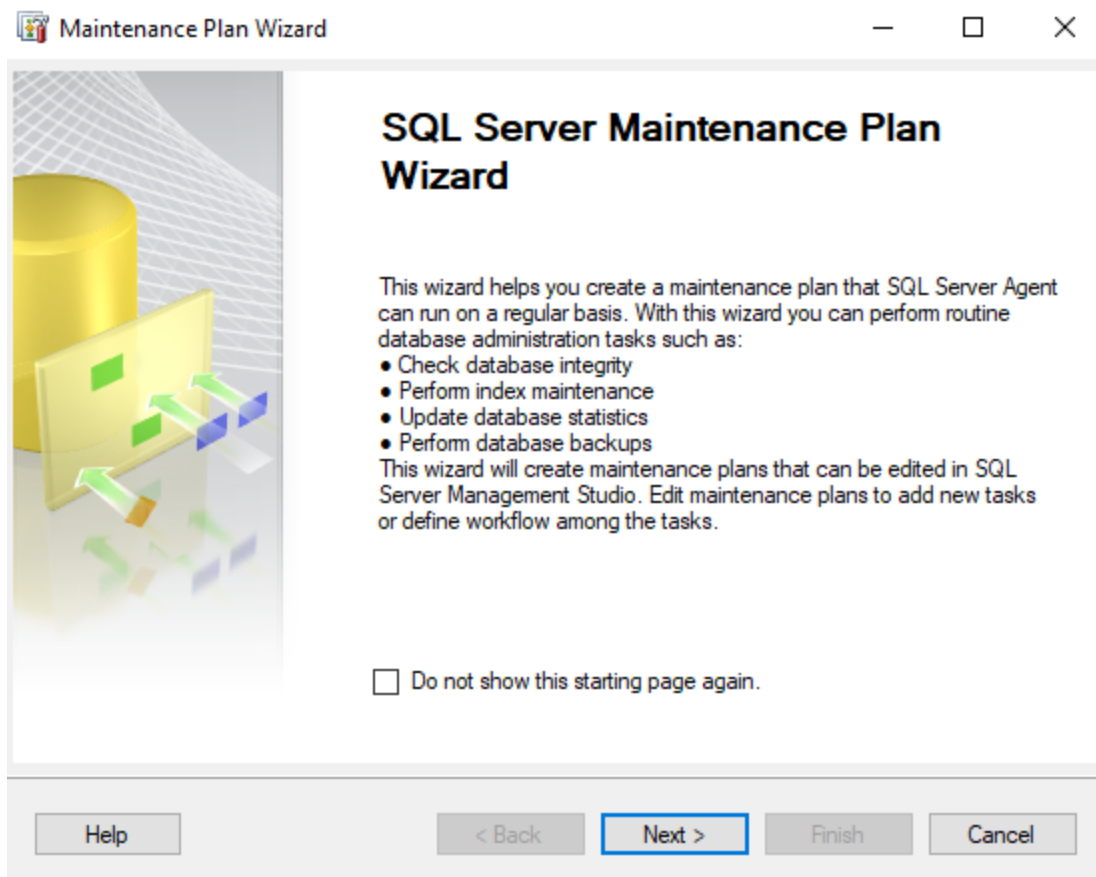 Maintenance Plan Wizard
SQL Server Maintenance Plan
Wizard
This wizard helps you create a maintenance plan that SQL Server Agent
can run on a regular basis. With this wizard you can perform routine
database administration tasks such as:
● Check database integrity
● Perform index maintenance
● Update database statistics
● Perform database backups
This wizard will create maintenance plans that can be edited in SQL
Server Management Studio. Edit maintenance plans to add new tasks
or define workflow among the tasks.
Do not show this starting page again.
Help
< Back
Next >
Finish
Cancel